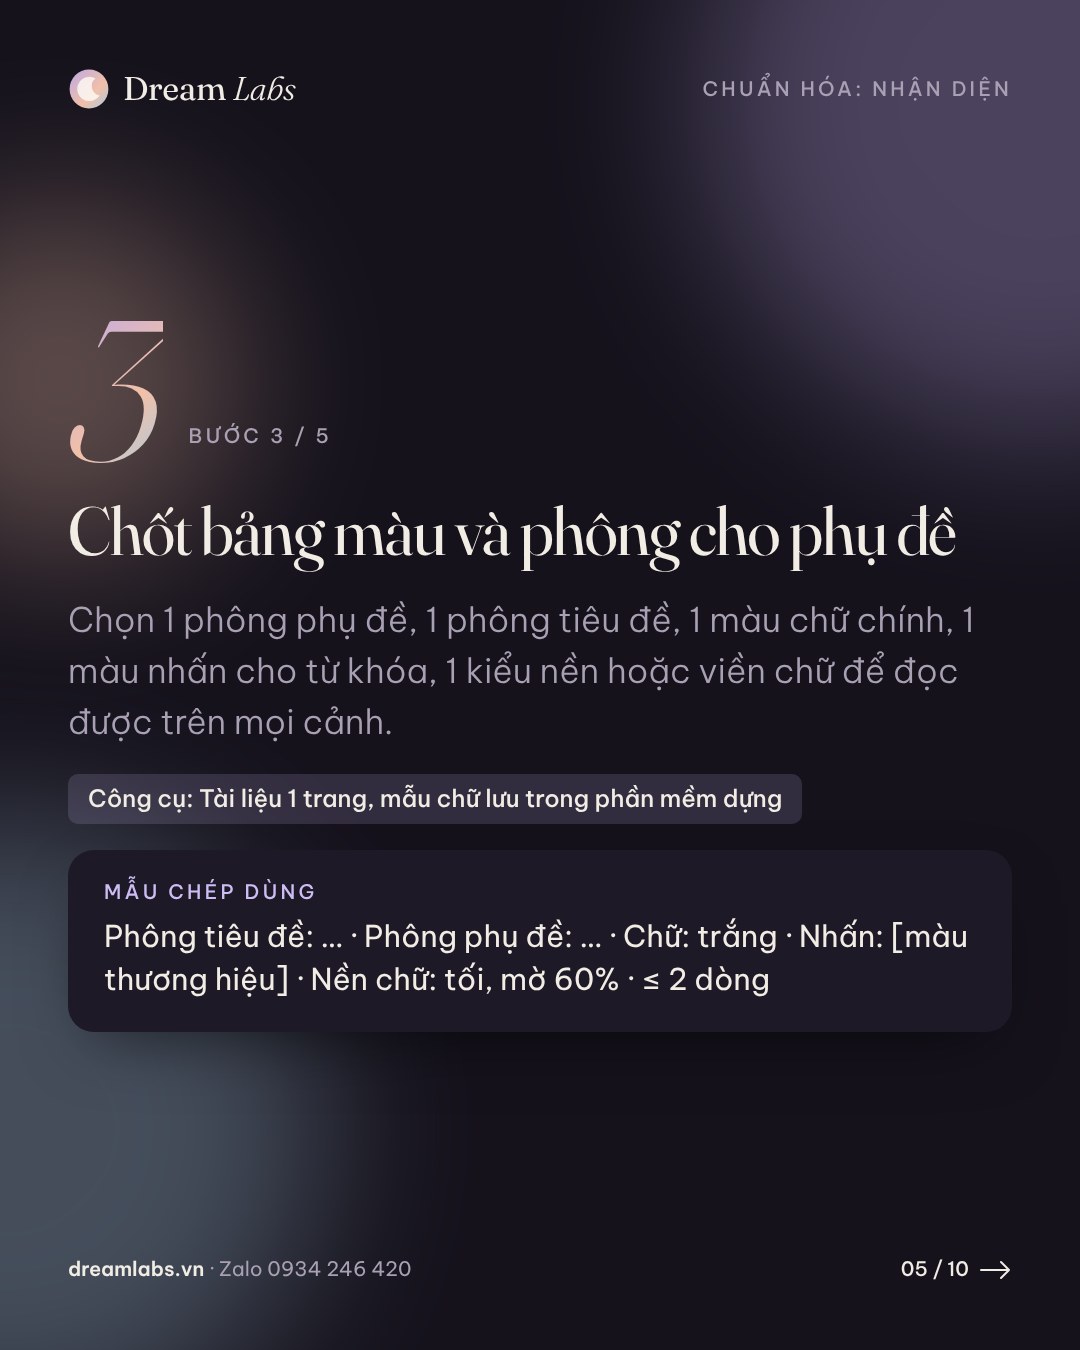 Dream Labs
CHUẨN HÓA: NHẬN DIỆN
3
BƯỚC 3 / 5
Chốt bảng màu và phông cho phụ đề
Chọn 1 phông phụ đề, 1 phông tiêu đề, 1 màu chữ chính, 1
màu nhấn cho từ khóa, 1 kiểu nền hoặc viền chữ để đọc
được trên mọi cảnh.
Công cụ: Tài liệu 1 trang, mẫu chữ lưu trong phần mềm dựng
MẪU CHÉP DÙNG
Phông tiêu đề: ... · Phông phụ đề: ... · Chữ: trắng · Nhấn: [màu
thương hiệu] · Nền chữ: tối, mờ 60% · ≤ 2 dòng
dreamlabs.vn · Zalo 0934 246 420
05 / 10 →